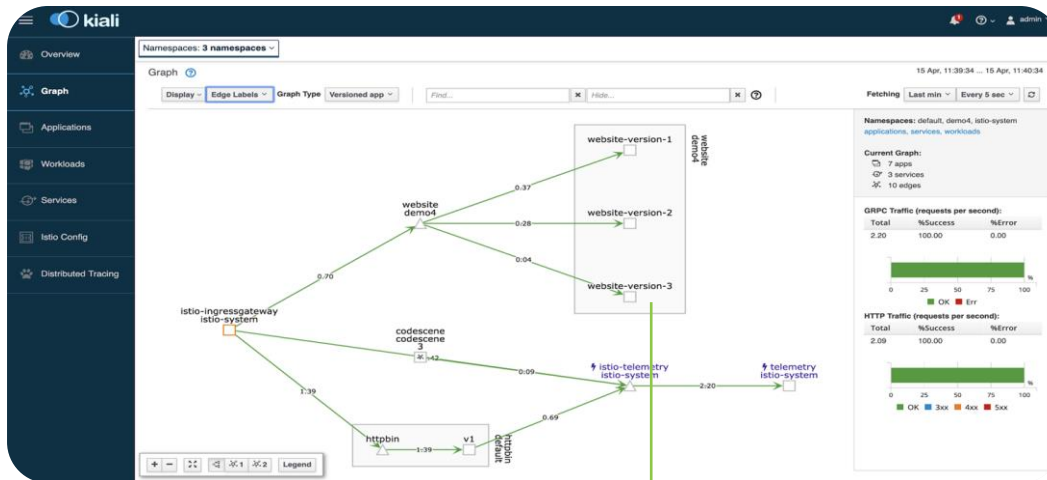 kiali
admin
Overview
Graph
Applications
Workloads
Services
Istio Config
Distributed Tracing
Namespaces: 3 namespaces
Graph
15 Apr, 11:39:34 ... 15 Apr, 11:40:34
Display
Edge Labels
Graph Type
Versioned app
Find...
Hide...
Fetching
Last min
Every 5 sec
website-version-1
website
demo4
0.37
website
demo4
0.28
website-version-2
0.04
0.70
website-version-3
istio-ingressgateway
istio-system
codescene
codescene
3
0.09
istio-telemetry
istio-system
2.20
telemetry
istio-system
1.39
0.69
httpbin
1.39
v1
httpbin
default
Legend
1
2
Namespaces: default, demo4, istio-system
applications, services, workloads
Current Graph:
7 apps
3 services
10 edges
GRPC Traffic (requests per second):
Total %Success %Error
2.20 100.00 0.00
%
0 25 50 75 100
OK Err
HTTP Traffic (requests per second):
Total %Success %Error
2.09 100.00 0.00
%
0 25 50 75 100
OK 3xx 4xx 5xx